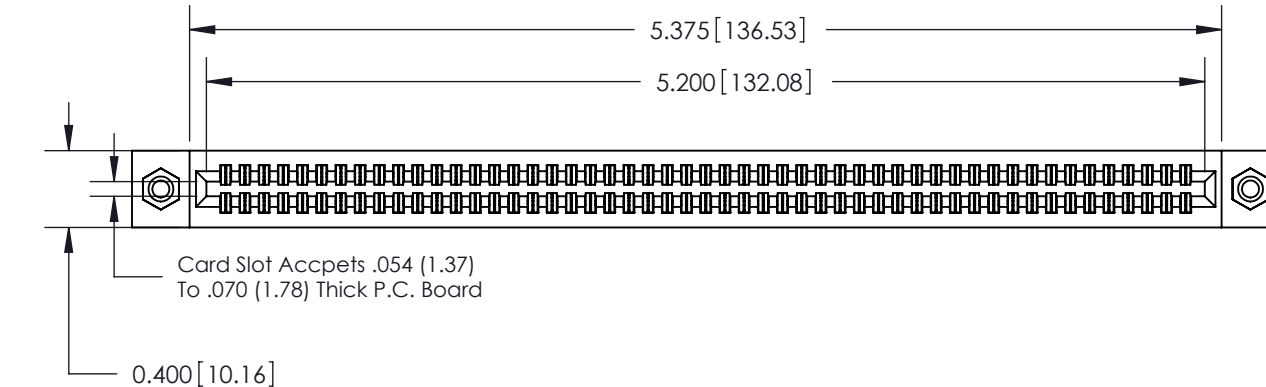 5.375[136.53]
5.200[132.08]
Card Slot Accpets .054 (1.37)
To .070 (1.78) Thick P.C. Board
0.400[10.16]